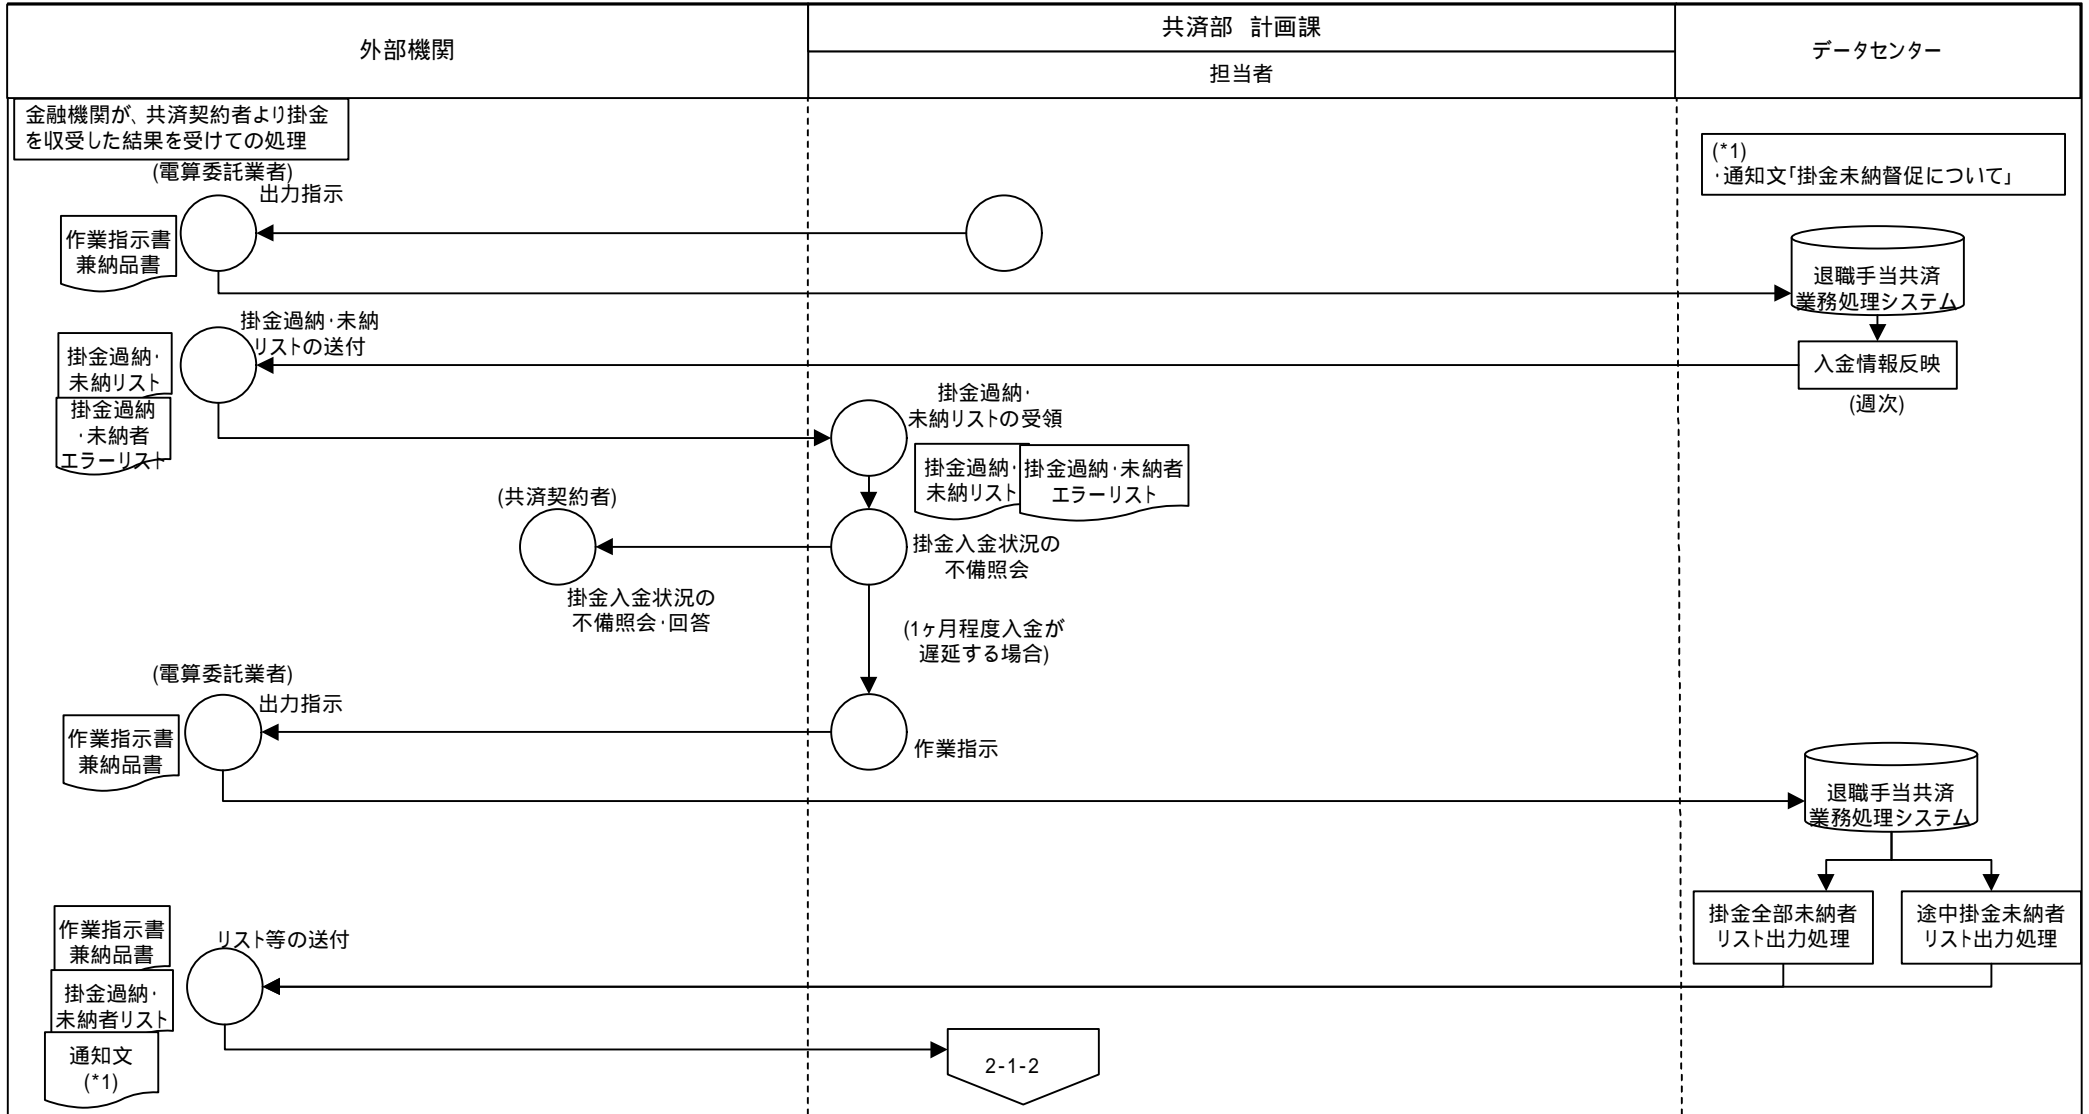 外部機関
共済部 計画課
担当者
データセンター
金融機関が、共済契約者より掛金
を収受した結果を受けての処理
(電算委託業者)
出力指示
作業指示書
兼納品書
(*1)
・通知文「掛金未納督促について」
退職手当共済
業務処理システム
掛金過納・未納
リストの送付
掛金過納・
未納リスト
掛金過納
・未納者
エラーリスト
入金情報反映
(週次)
掛金過納・
未納リストの受領
掛金過納・
未納リスト
掛金過納・未納者
エラーリスト
(共済契約者)
掛金入金状況の
不備照会
掛金入金状況の
不備照会・回答
(1ヶ月程度入金が
遅延する場合)
(電算委託業者)
出力指示
作業指示書
兼納品書
作業指示
退職手当共済
業務処理システム
掛金全部未納者
リスト出力処理
途中掛金未納者
リスト出力処理
作業指示書
兼納品書
リスト等の送付
掛金過納・
未納者リスト
通知文
(*1)
2-1-2